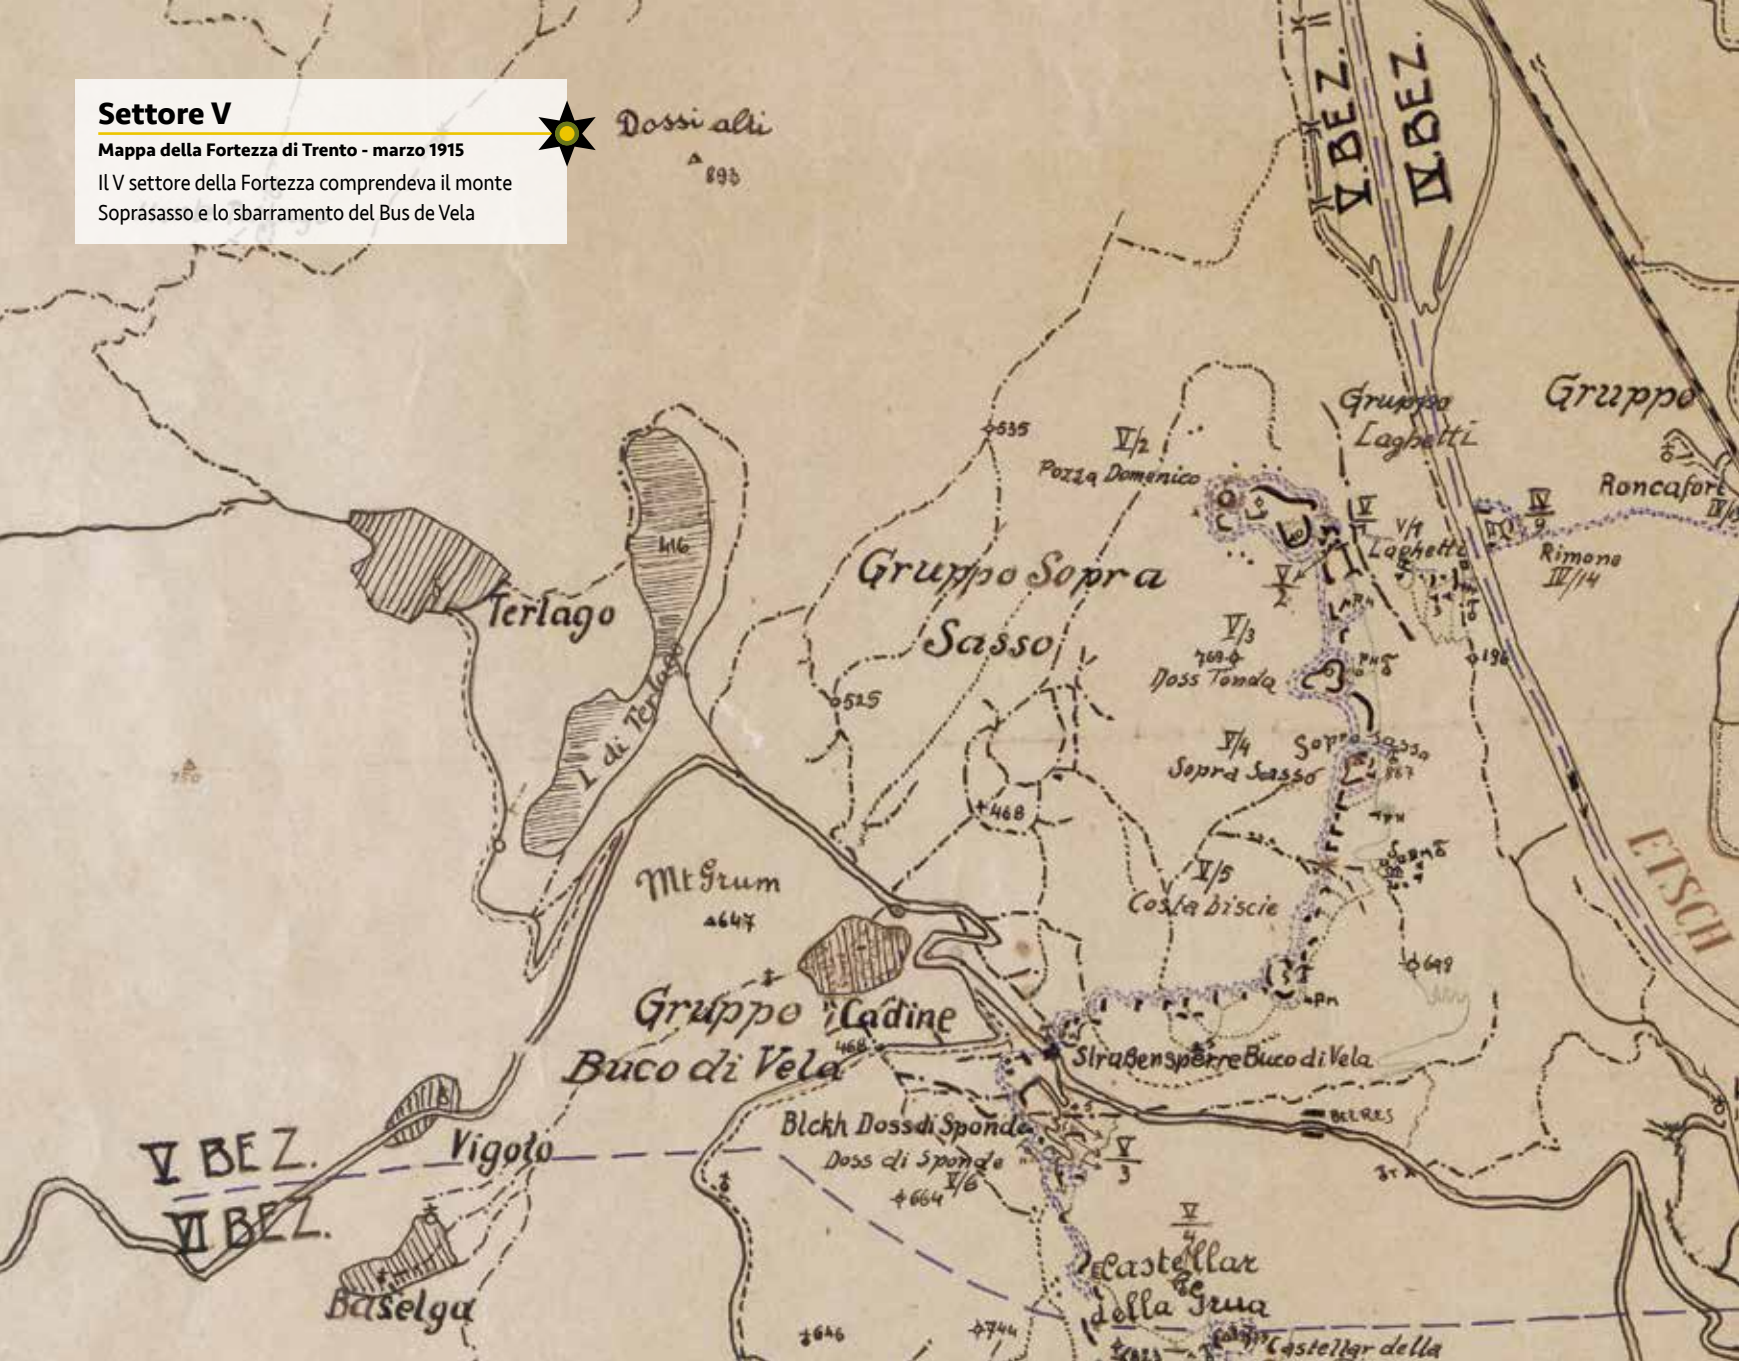 Settore V
Mappa della Fortezza di Trento - marzo 1915
Il V settore della Fortezza comprendeva il monte
Soprasasso e lo sbarramento del Bus de Vela
Dossi alti
893
V. BEZ.
IV. BEZ.
Gruppo
Laghetti
Gruppo
535
V/2
Pozza Domenico
Roncafort
416
V/1
Laghetti
IV
9
Rimone
IV/14
Gruppo Sopra
Sasso
V
2
Terlago
V/3
Doss Tonda
196
L. di Terlago
525
V/4
Sopra Sasso
Sopra Sasso
468
Mt Grum
647
V/5
Costa biscie
ETSCH
Gruppo
Buco di Vela
Cadine
468
Straßensperre Buco di Vela
Blckh Doss di Sponde
Doss di Sponde
V/6
664
V
3
V BEZ.
VI BEZ.
Vigolo
V
4
Castellar
della Grua
Baselga
646
744
Castellar della